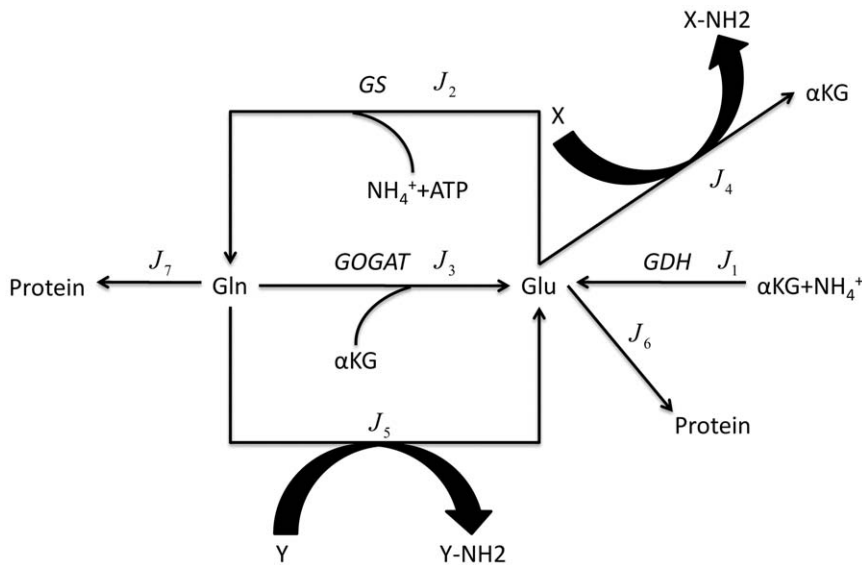 X-NH2
αKG
GS J₂
X
NH₄⁺+ATP
J₄
Protein
J₇
Gln
GOGAT J₃
Glu
GDH J₁
αKG+NH₄⁺
αKG
J₆
J₅
Protein
Y
Y-NH2